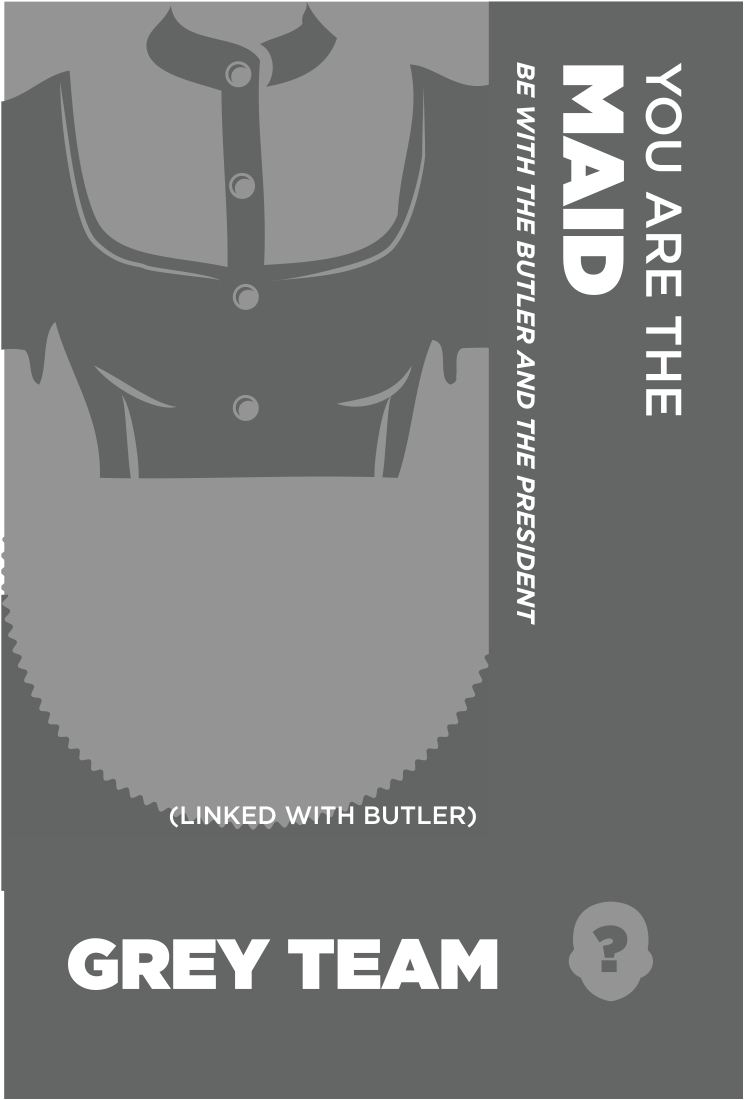 YOU ARE THE
MAID
BE WITH THE BUTLER AND THE PRESIDENT
(LINKED WITH BUTLER)
GREY TEAM
?